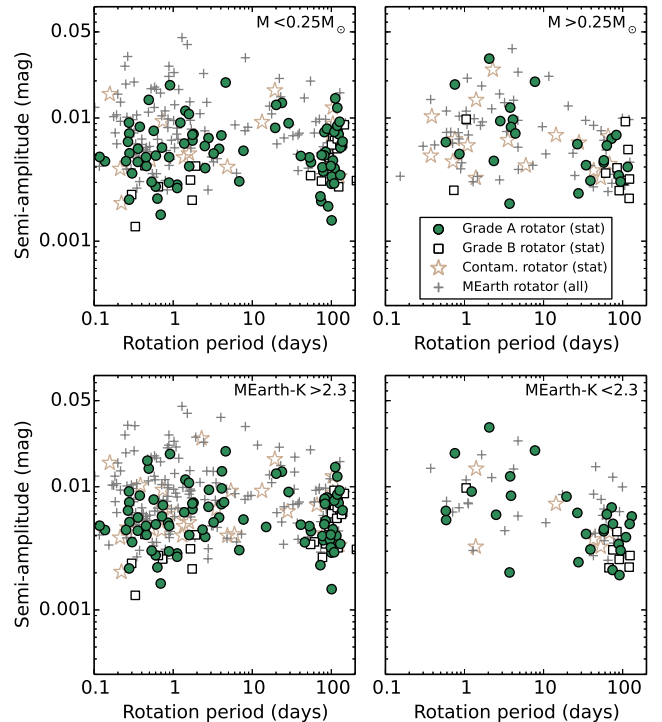 M <0.25M☉
M >0.25M☉
Semi-amplitude (mag)
0.05
0.01
0.001
Grade A rotator (stat)
Grade B rotator (stat)
Contam. rotator (stat)
MEarth rotator (all)
0.1 1 10 100
0.1 1 10 100
Rotation period (days)
Rotation period (days)
MEarth-K >2.3
MEarth-K <2.3
Semi-amplitude (mag)
0.05
0.01
0.001
0.1 1 10 100
0.1 1 10 100
Rotation period (days)
Rotation period (days)